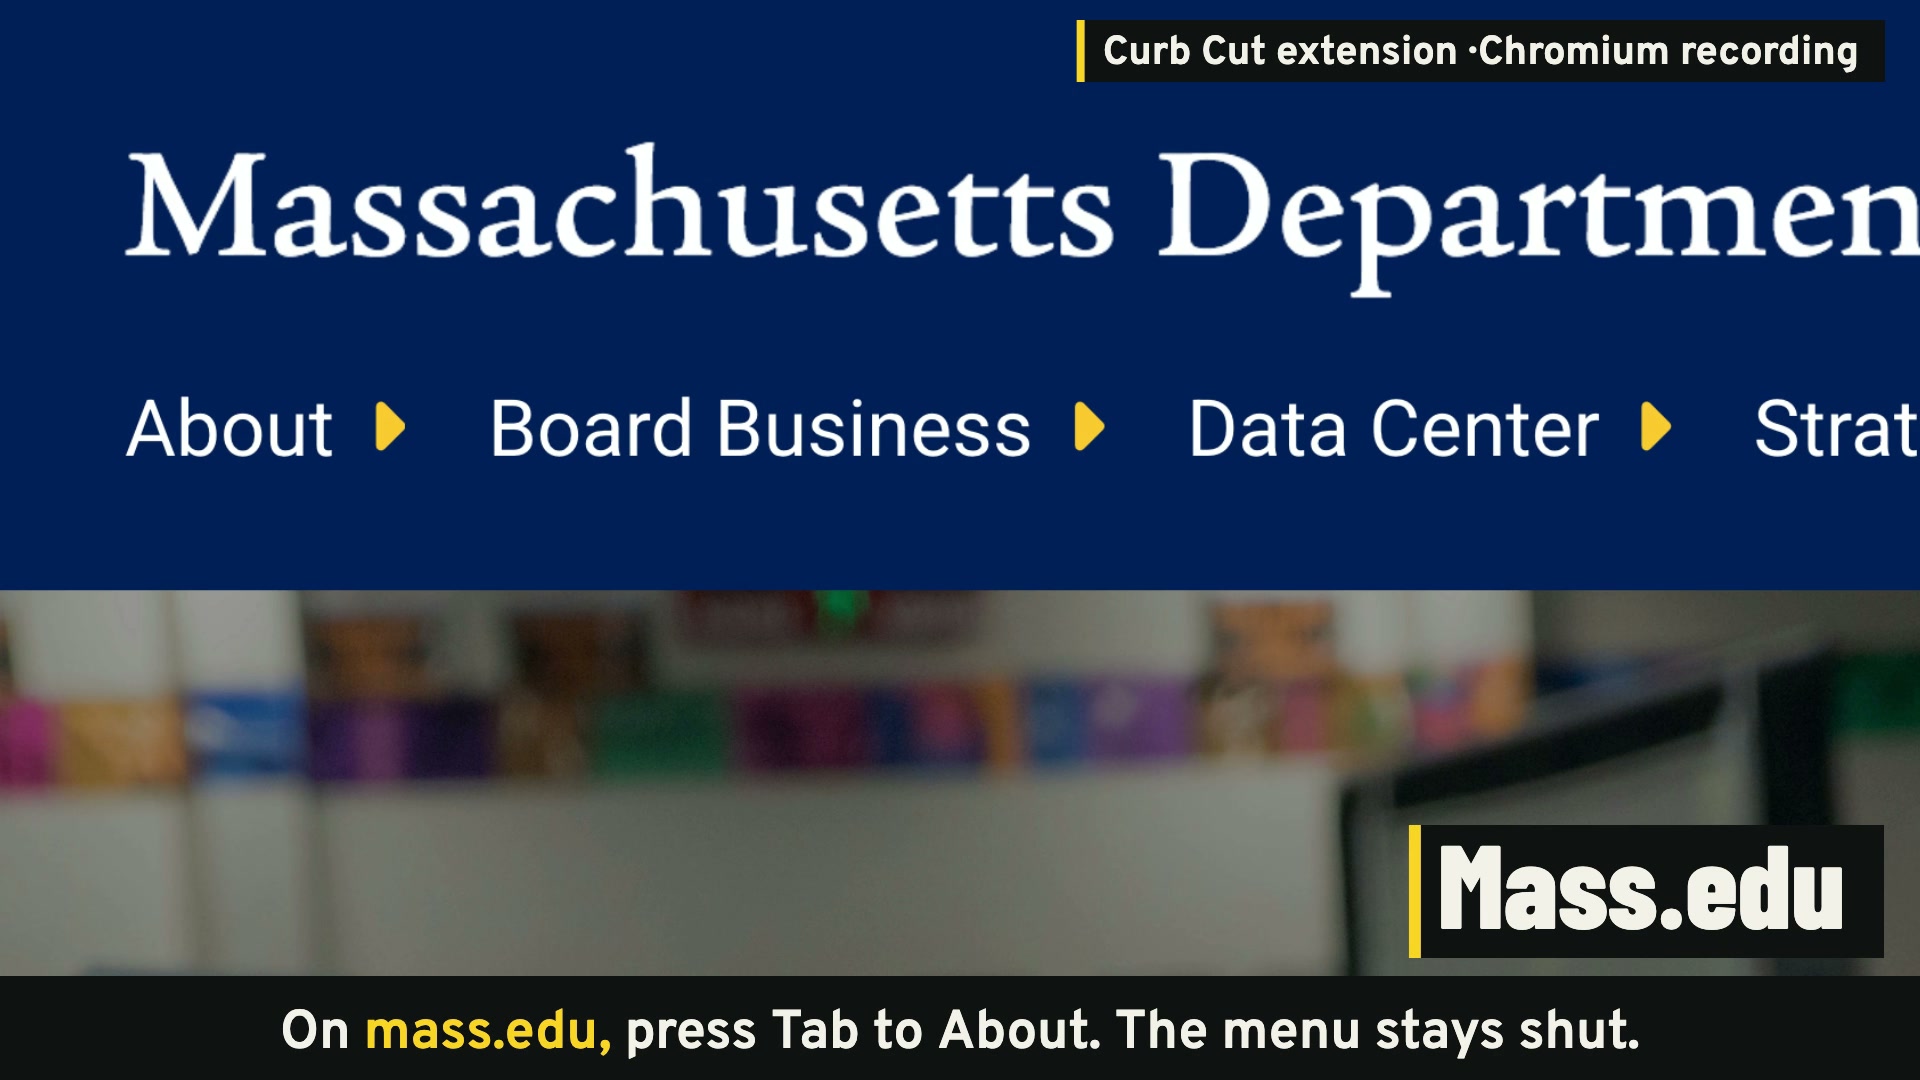 Curb Cut extension ·Chromium recording
Massachusetts Departmen
About Board Business Data Center Strat
Mass.edu
On mass.edu, press Tab to About. The menu stays shut.